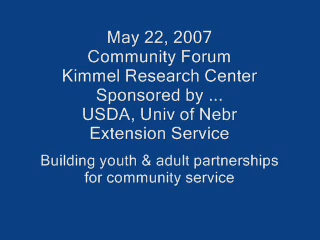 May 22, 2007
Community Forum
Kimmel Research Center
Sponsored by ...
USDA, Univ of Nebr
Extension Service
Building youth & adult partnerships
for community service